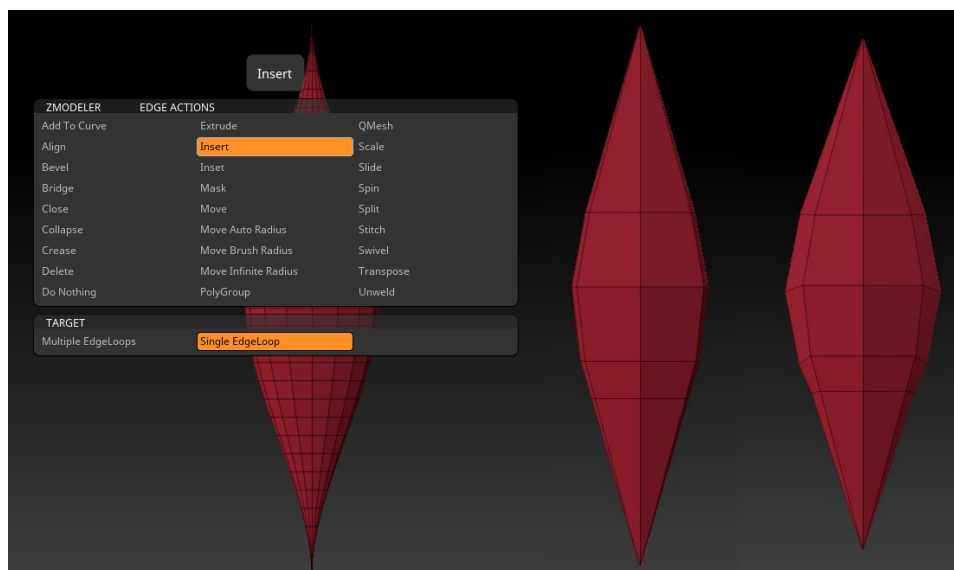 Insert
ZMODELER EDGE ACTIONS
Add To Curve Extrude QMesh
Align Insert Scale
Bevel Inset Slide
Bridge Mask Spin
Close Move Split
Collapse Move Auto Radius Stitch
Crease Move Brush Radius Swivel
Delete Move Infinite Radius Transpose
Do Nothing PolyGroup Unweld
TARGET
Multiple EdgeLoops Single EdgeLoop